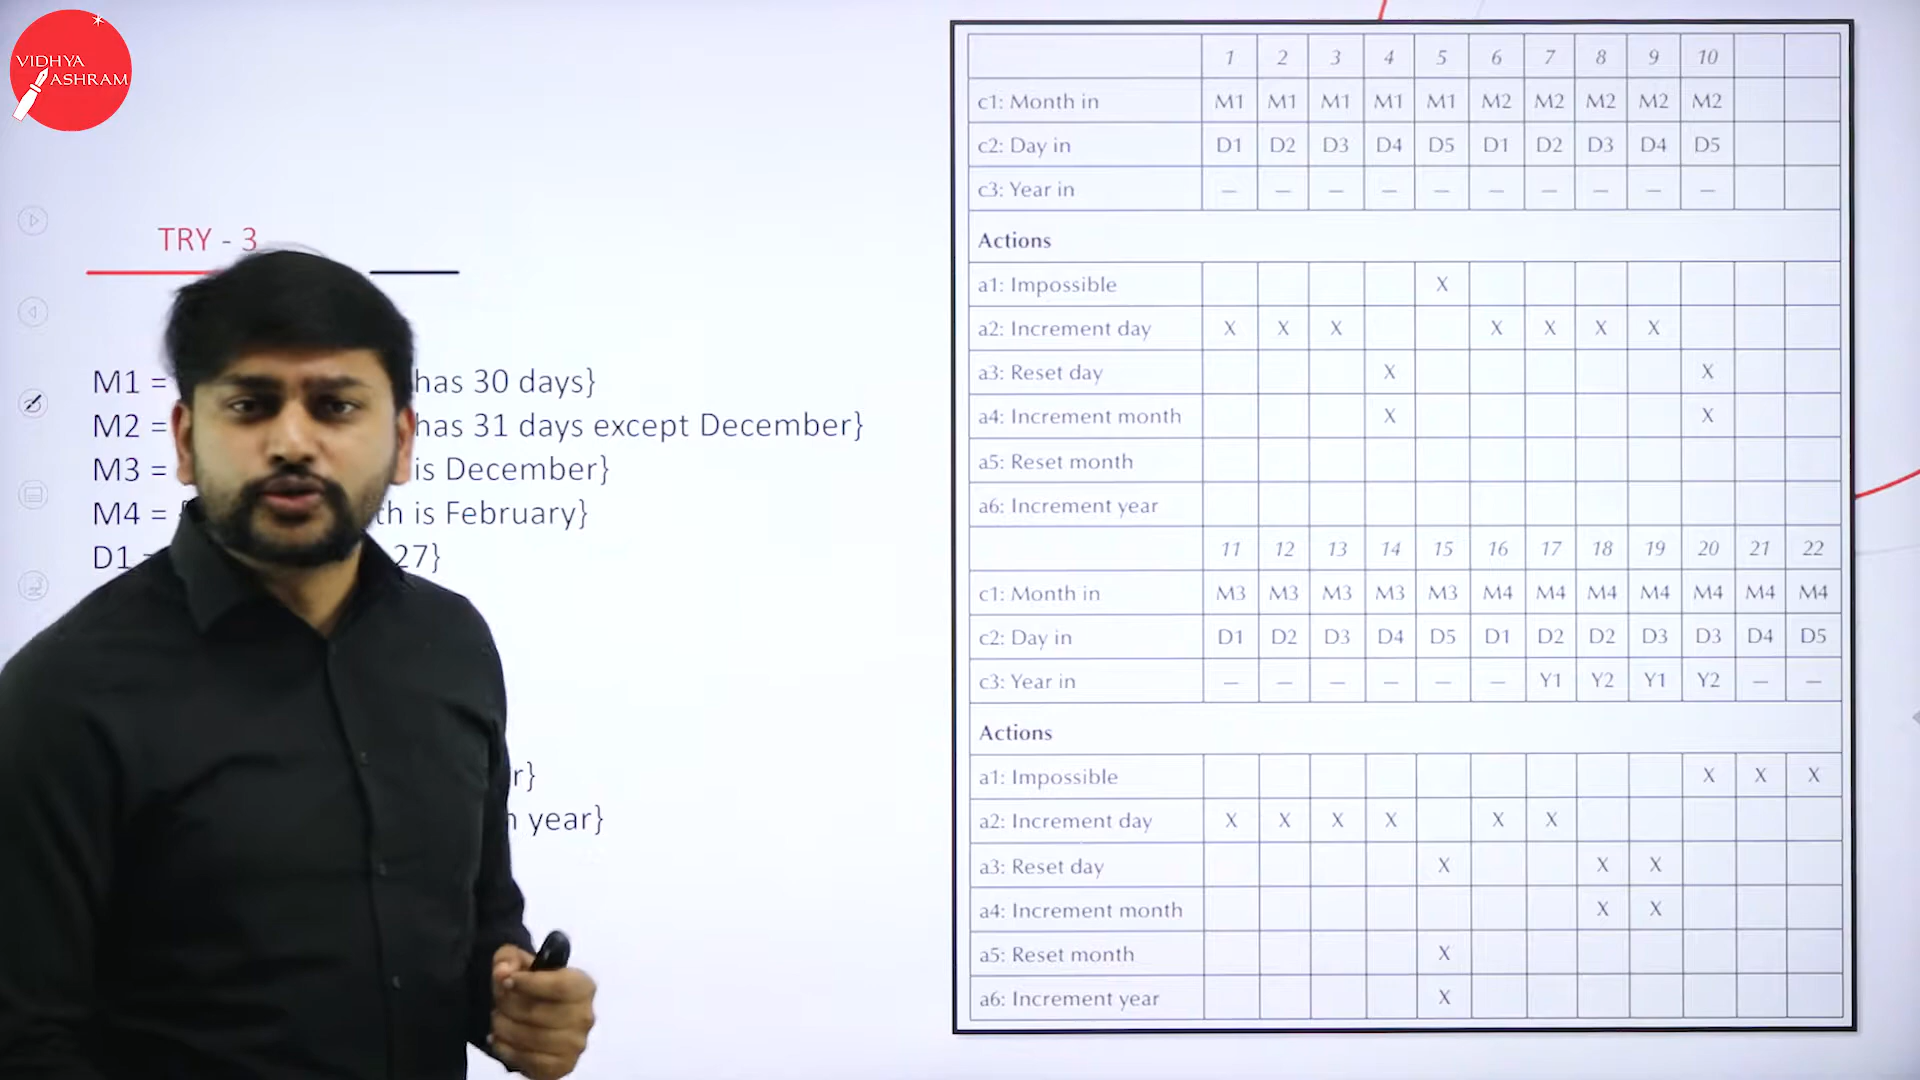 VIDHYA
ASHRAM
TRY - 3
M1 = has 30 days}
M2 = has 31 days except December}
M3 = is December}
M4 = { th is February}
D1 = 27}
r}
year}
1 2 3 4 5 6 7 8 9 10
c1: Month in M1 M1 M1 M1 M1 M2 M2 M2 M2 M2
c2: Day in D1 D2 D3 D4 D5 D1 D2 D3 D4 D5
c3: Year in — — — — — — — — — —
Actions
a1: Impossible X
a2: Increment day X X X X X X X
a3: Reset day X X
a4: Increment month X X
a5: Reset month
a6: Increment year
11 12 13 14 15 16 17 18 19 20 21 22
c1: Month in M3 M3 M3 M3 M3 M4 M4 M4 M4 M4 M4 M4
c2: Day in D1 D2 D3 D4 D5 D1 D2 D2 D3 D3 D4 D5
c3: Year in — — — — — — Y1 Y2 Y1 Y2 — —
Actions
a1: Impossible X X X
a2: Increment day X X X X X X
a3: Reset day X X X
a4: Increment month X X
a5: Reset month X
a6: Increment year X